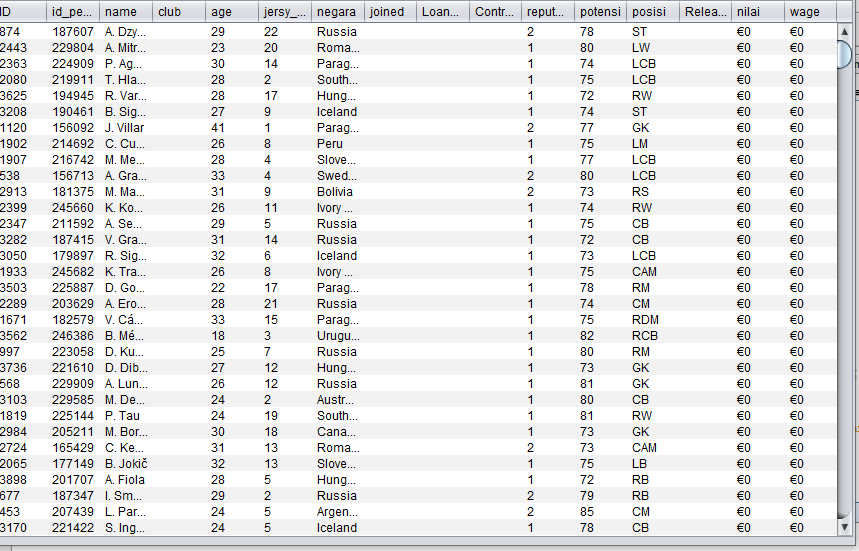 ID id_pe... name club age jersy_... negara joined Loan... Contr... reput... potensi posisi Relea... nilai wage
874 187607 A. Dzy... 29 22 Russia 2 78 ST €0 €0
2443 229804 A. Mitr... 23 20 Roma... 1 80 LW €0 €0
2363 224909 P. Ag... 30 14 Parag... 1 74 LCB €0 €0
2080 219911 T. Hla... 28 2 South... 1 75 LCB €0 €0
3625 194945 R. Var... 28 17 Hung... 1 72 RW €0 €0
3208 190461 B. Sig... 27 9 Iceland 1 74 ST €0 €0
1120 156092 J. Villar 41 1 Parag... 2 77 GK €0 €0
1902 214692 C. Cu... 26 8 Peru 1 75 LM €0 €0
1907 216742 M. Me... 28 4 Slove... 1 77 LCB €0 €0
538 156713 A. Gra... 33 4 Swed... 2 80 LCB €0 €0
2913 181375 M. Ma... 31 9 Bolivia 2 73 RS €0 €0
2399 245660 K. Ko... 26 11 Ivory ... 1 74 RW €0 €0
2347 211592 A. Se... 29 5 Russia 1 75 CB €0 €0
3282 187415 V. Gra... 31 14 Russia 1 72 CB €0 €0
3050 179897 R. Sig... 32 6 Iceland 1 73 LCB €0 €0
1933 245682 K. Tra... 26 8 Ivory ... 1 75 CAM €0 €0
3503 225887 D. Go... 22 17 Parag... 1 78 RM €0 €0
2289 203629 A. Ero... 28 21 Russia 1 74 CM €0 €0
1671 182579 V. Cá... 33 15 Parag... 1 75 RDM €0 €0
3562 246386 B. Mé... 18 3 Urugu... 1 82 RCB €0 €0
997 223058 D. Ku... 25 7 Russia 1 80 RM €0 €0
3736 221610 D. Dib... 27 12 Hung... 1 73 GK €0 €0
568 229909 A. Lun... 26 12 Russia 1 81 GK €0 €0
3103 229585 M. De... 24 2 Austr... 1 80 CB €0 €0
1819 225144 P. Tau 24 19 South... 1 81 RW €0 €0
2984 205211 M. Bor... 30 18 Cana... 1 73 GK €0 €0
2724 165429 C. Ke... 31 13 Roma... 2 73 CAM €0 €0
2065 177149 B. Jokič 32 13 Slove... 1 75 LB €0 €0
3898 201707 A. Fiola 28 5 Hung... 1 72 RB €0 €0
677 187347 I. Sm... 29 2 Russia 2 79 RB €0 €0
453 207439 L. Par... 24 5 Argen... 2 85 CM €0 €0
3170 221422 S. Ing... 24 5 Iceland 1 78 CB €0 €0